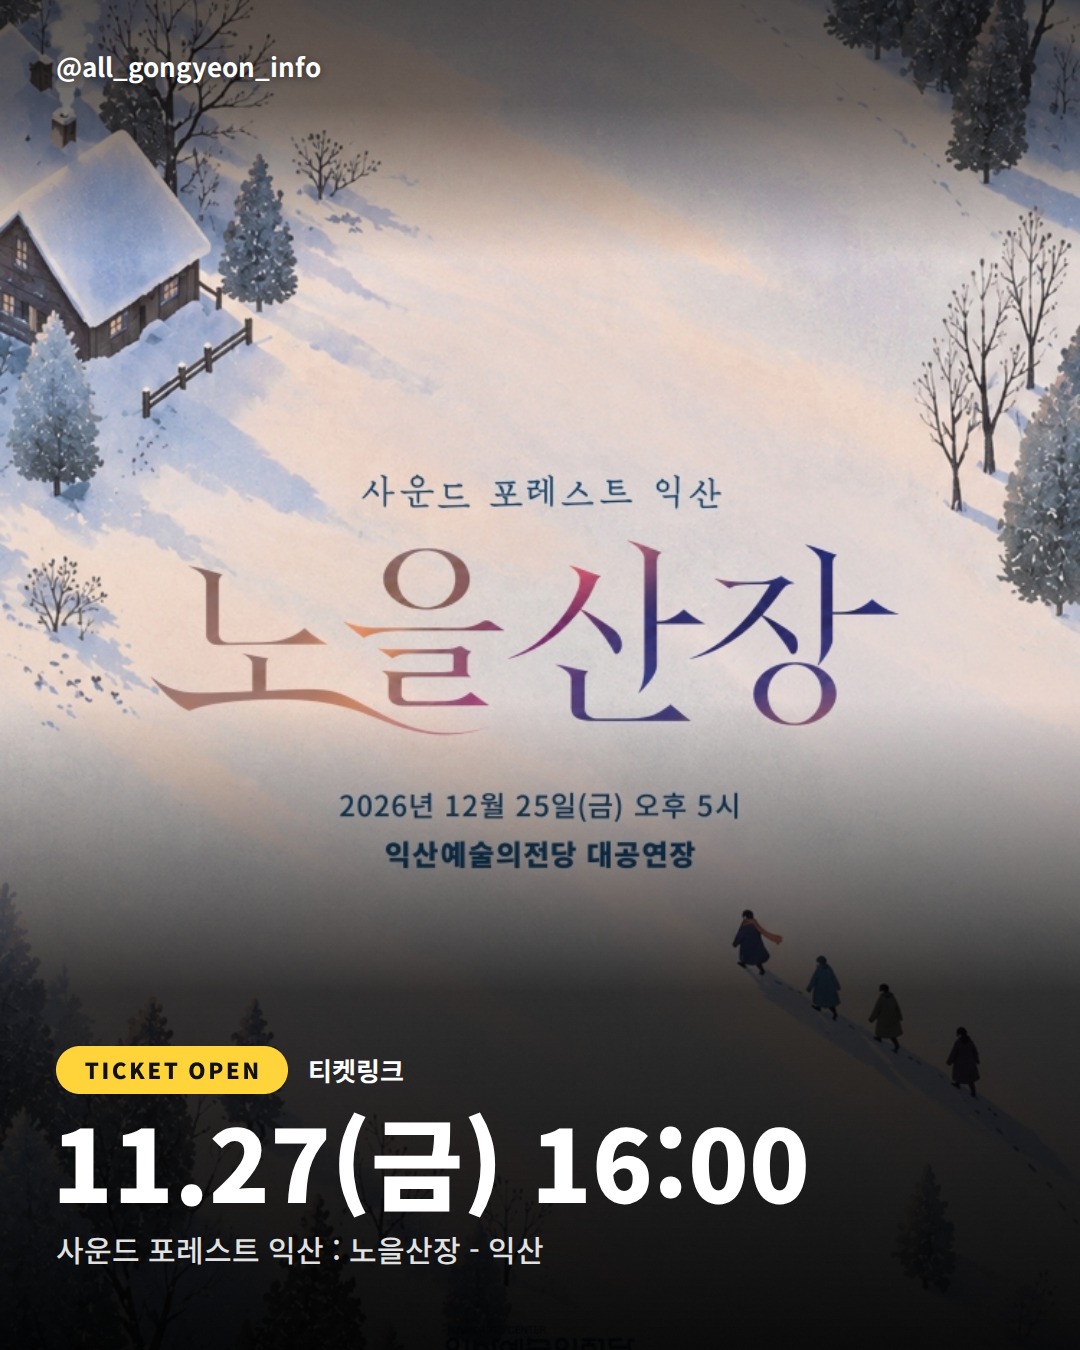 @all_gongyeon_info
사운드 포레스트 익산
노을산장
2026년 12월 25일(금) 오후 5시
익산예술의전당 대공연장
TICKET OPEN 티켓링크
11.27(금) 16:00
사운드 포레스트 익산 : 노을산장 - 익산